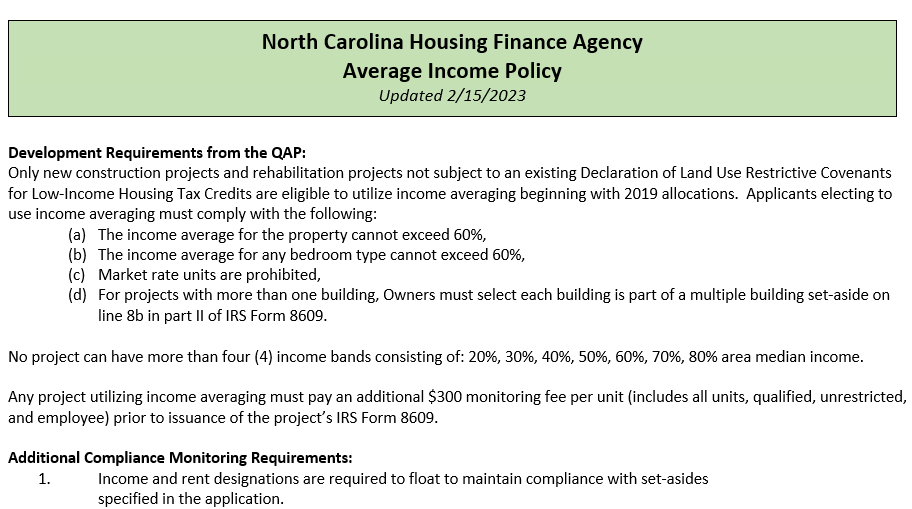 North Carolina Housing Finance Agency
Average Income Policy
Updated 2/15/2023
Development Requirements from the QAP:
Only new construction projects and rehabilitation projects not subject to an existing Declaration of Land Use Restrictive Covenants
for Low-Income Housing Tax Credits are eligible to utilize income averaging beginning with 2019 allocations.  Applicants electing to
use income averaging must comply with the following:
(a) The income average for the property cannot exceed 60%,
(b) The income average for any bedroom type cannot exceed 60%,
(c) Market rate units are prohibited,
(d) For projects with more than one building, Owners must select each building is part of a multiple building set-aside on
line 8b in part II of IRS Form 8609.
No project can have more than four (4) income bands consisting of: 20%, 30%, 40%, 50%, 60%, 70%, 80% area median income.
Any project utilizing income averaging must pay an additional $300 monitoring fee per unit (includes all units, qualified, unrestricted,
and employee) prior to issuance of the project's IRS Form 8609.
Additional Compliance Monitoring Requirements:
1. Income and rent designations are required to float to maintain compliance with set-asides
specified in the application.